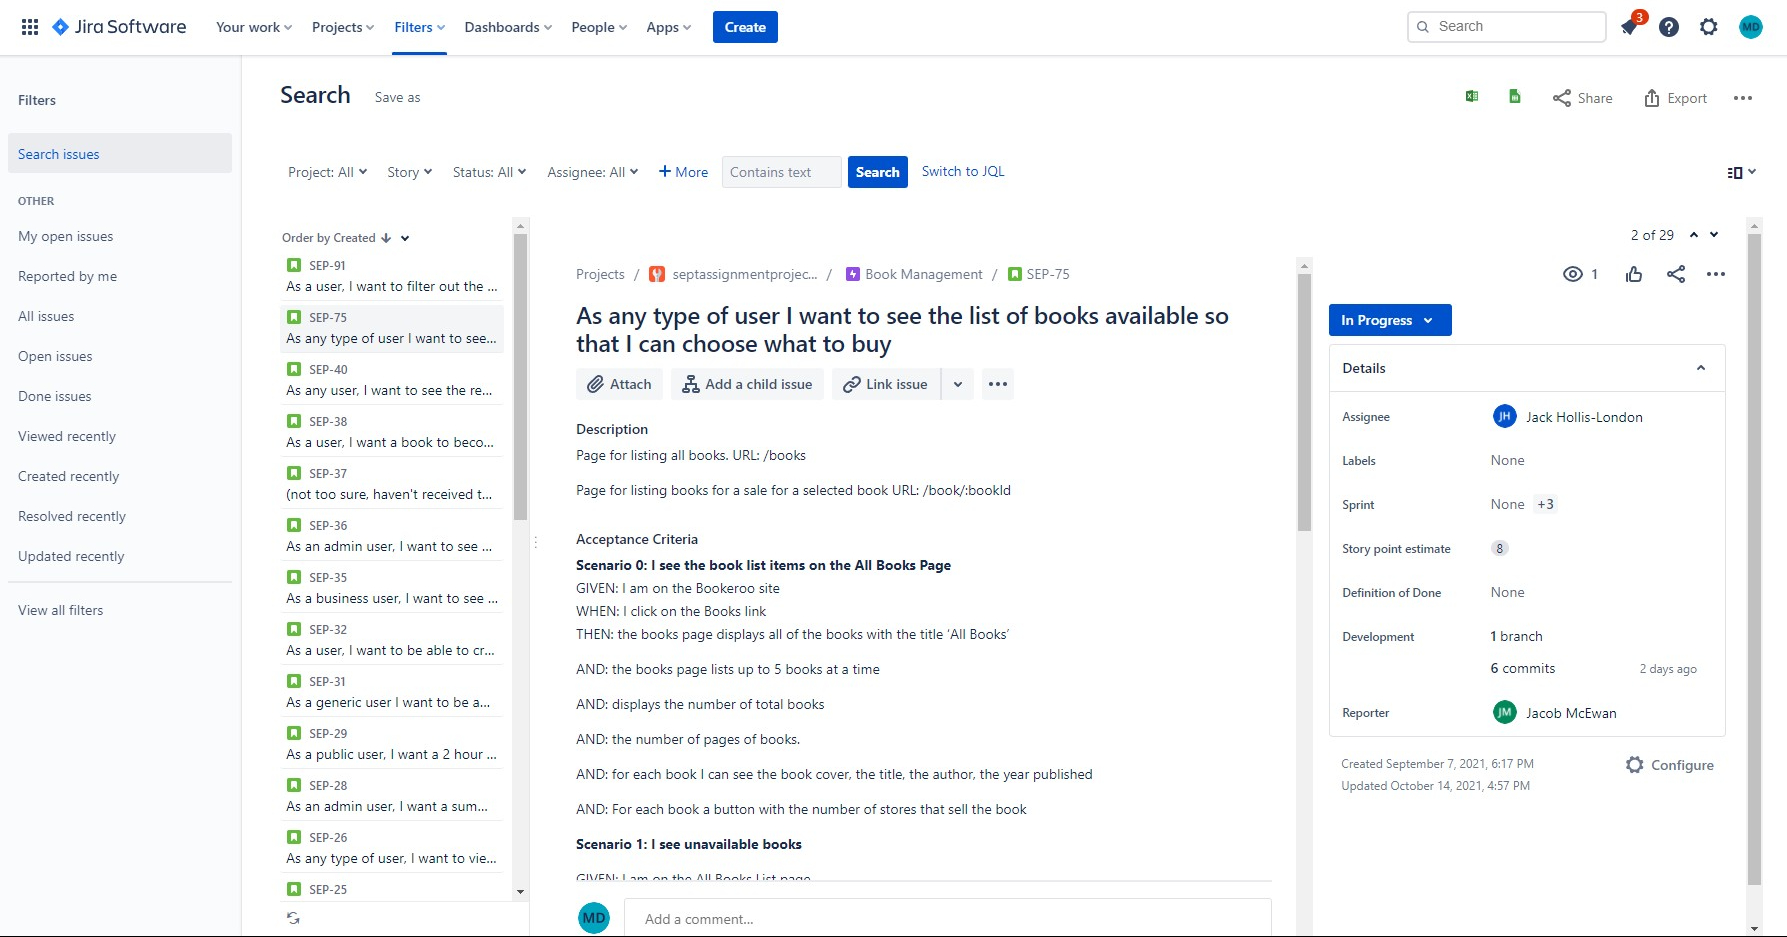 Jira Software Your work Projects Filters Dashboards People Apps Create Search 3 MD
Filters
Search issues
OTHER
My open issues
Reported by me
All issues
Open issues
Done issues
Viewed recently
Created recently
Resolved recently
Updated recently
View all filters
Search Save as Share Export
Project: All Story Status: All Assignee: All + More Contains text Search Switch to JQL
Order by Created
SEP-91
As a user, I want to filter out the ...
SEP-75
As any type of user I want to see...
SEP-40
As any user, I want to see the re...
SEP-38
As a user, I want a book to beco...
SEP-37
(not too sure, haven't received t...
SEP-36
As an admin user, I want to see ...
SEP-35
As a business user, I want to see ...
SEP-32
As a user, I want to be able to cr...
SEP-31
As a generic user I want to be a...
SEP-29
As a public user, I want a 2 hour ...
SEP-28
As an admin user, I want a sum...
SEP-26
As any type of user, I want to vie...
SEP-25
2 of 29
Projects / septassignmentprojec... / Book Management / SEP-75
1
As any type of user I want to see the list of books available so
that I can choose what to buy
Attach Add a child issue Link issue
Description
Page for listing all books. URL: /books
Page for listing books for a sale for a selected book URL: /book/:bookId
Acceptance Criteria
Scenario 0: I see the book list items on the All Books Page
GIVEN: I am on the Bookeroo site
WHEN: I click on the Books link
THEN: the books page displays all of the books with the title ‘All Books’
AND: the books page lists up to 5 books at a time
AND: displays the number of total books
AND: the number of pages of books.
AND: for each book I can see the book cover, the title, the author, the year published
AND: For each book a button with the number of stores that sell the book
Scenario 1: I see unavailable books
GIVEN: I am on the All Books List page
MD Add a comment...
In Progress
Details
Assignee JH Jack Hollis-London
Labels None
Sprint None +3
Story point estimate 8
Definition of Done None
Development 1 branch
6 commits 2 days ago
Reporter JM Jacob McEwan
Created September 7, 2021, 6:17 PM
Configure
Updated October 14, 2021, 4:57 PM